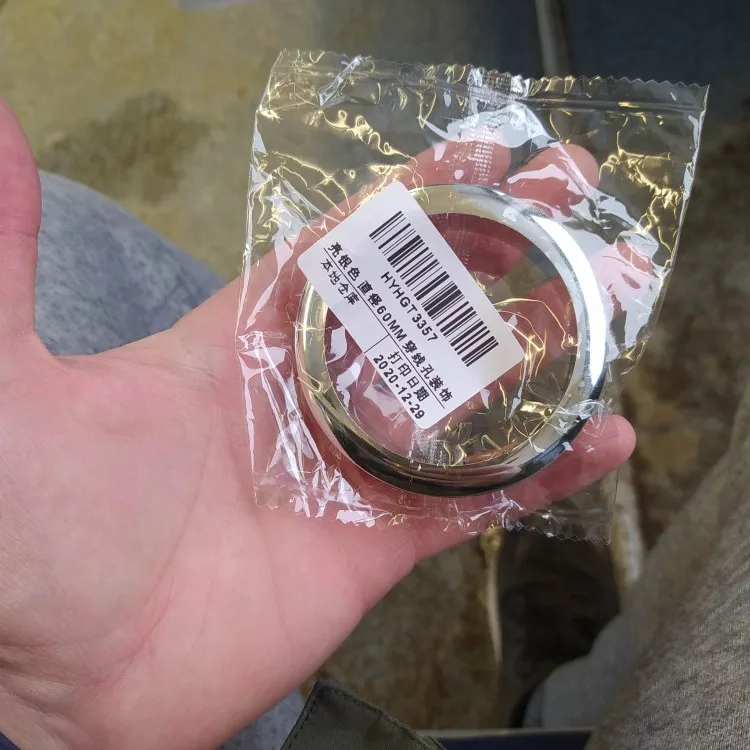 HYHGT3357
亮银色 直径60MM 穿线孔装饰
本地仓库
打印日期
2020-12-29